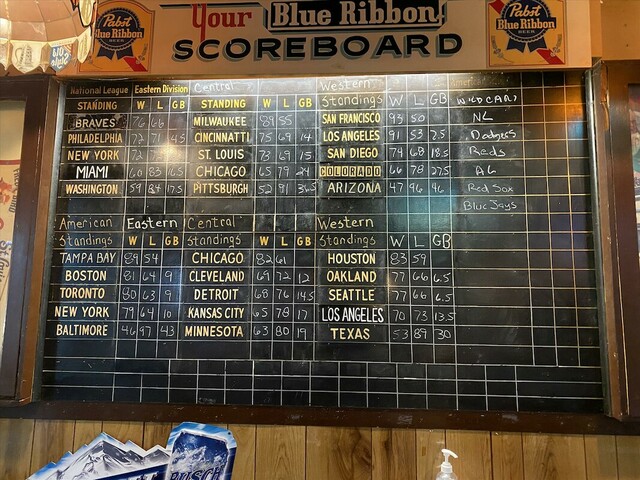 Pabst
Blue Ribbon
BEER
Your Blue Ribbon
SCOREBOARD
Pabst
Blue Ribbon
BEER
Old Style
National League Eastern Division Central Western
STANDING W L GB STANDING W L GB Standings W L GB WILD CARD
BRAVES 76 66 MILWAUKEE 89 55 SAN FRANCISCO 93 50 NL
PHILADELPHIA 72 71 4.5 CINCINNATTI 75 69 14 LOS ANGELES 91 53 2.5 Dodgers
NEW YORK 72 ST. LOUIS 73 69 15 SAN DIEGO 74 68 18.5 Reds
MIAMI 60 83 16.5 CHICAGO 65 79 24 COLORADO 66 78 27.5 AL
WASHINGTON 59 84 17.5 PITTSBURGH 52 91 36.5 ARIZONA 47 96 46 Red Sox
Blue Jays
American Eastern Central Western
Standings W L GB Standings W L GB Standings W L GB
TAMPA BAY 89 54 CHICAGO 82 61 HOUSTON 83 59
BOSTON 81 64 9 CLEVELAND 69 72 12 OAKLAND 77 66 6.5
TORONTO 80 63 9 DETROIT 68 76 14.5 SEATTLE 77 66 6.5
NEW YORK 79 64 10 KANSAS CITY 65 78 17 LOS ANGELES 70 73 13.5
BALTIMORE 46 97 43 MINNESOTA 63 80 19 TEXAS 53 89 30
BUSCH